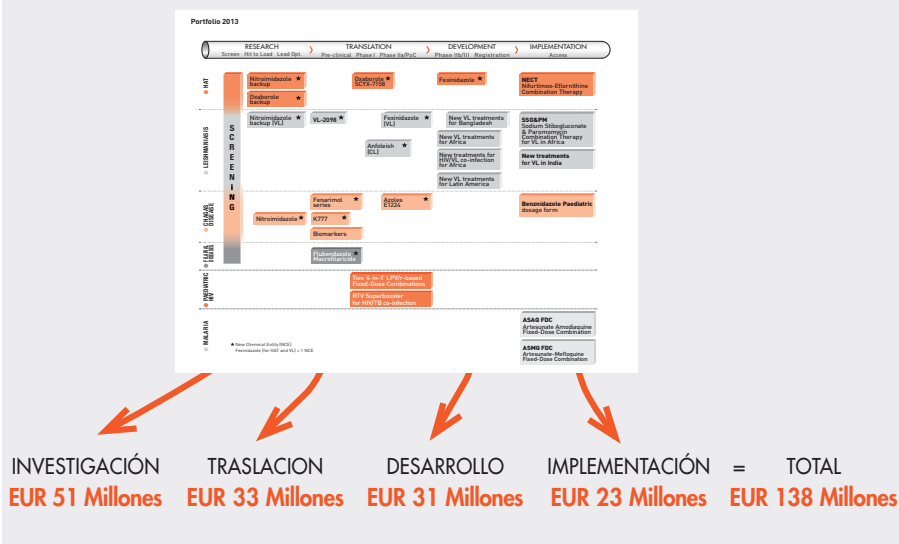 Portfolio 2013
RESEARCH
TRANSLATION
DEVELOPMENT
IMPLEMENTATION
Screen Hit to Load Lead Opt.
Pre-clinical Phase I Phase IIa/PoC
Phase IIb/III Registration
Access
HAT
SCREENiNG
Nitroimidazole ★
backup
Oxaborole ★
backup
Oxaborole ★
SCYX-7158
Fexinidazole ★
NECT
Nifurtimox-Eflornithine
Combination Therapy
LEISHMANIASIS
Nitroimidazole ★
backup (VL)
VL-2098 ★
Fexinidazole ★
(VL)
Anfoleish ★
(CL)
New VL treatments
for Bangladesh
New VL treatments
for Africa
New treatments for
HIV/VL co-infection
for Africa
New VL treatments
for Latin America
SSG&PM
Sodium Stibogluconate
& Paromomycin
Combination Therapy
for VL in Africa
New treatments
for VL in India
CHAGAS
DISEASE
Nitroimidazole ★
Fenarimol ★
series
K777 ★
Biomarkers
Azoles ★
E1224
Benznidazole Paediatric
dosage form
FILARIAL
Flubendazole ★
Macrofilaricide
PAEDIATRIC
HIV
Two '4-in-1' LPV/r-based
Fixed-Dose Combinations
RTV Superbooster
for HIV/TB co-infection
MALARIA
ASAQ FDC
Artesunate Amodiaquine
Fixed-Dose Combination
ASMQ FDC
Artesunate-Mefloquine
Fixed-Dose Combination
★ New Chemical Entity (NCE)
Fexinidazole (for HAT and VL) = 1 NCE
INVESTIGACIÓN
EUR 51 Millones
TRASLACION
EUR 33 Millones
DESARROLLO
EUR 31 Millones
IMPLEMENTACIÓN
EUR 23 Millones
=
TOTAL
EUR 138 Millones